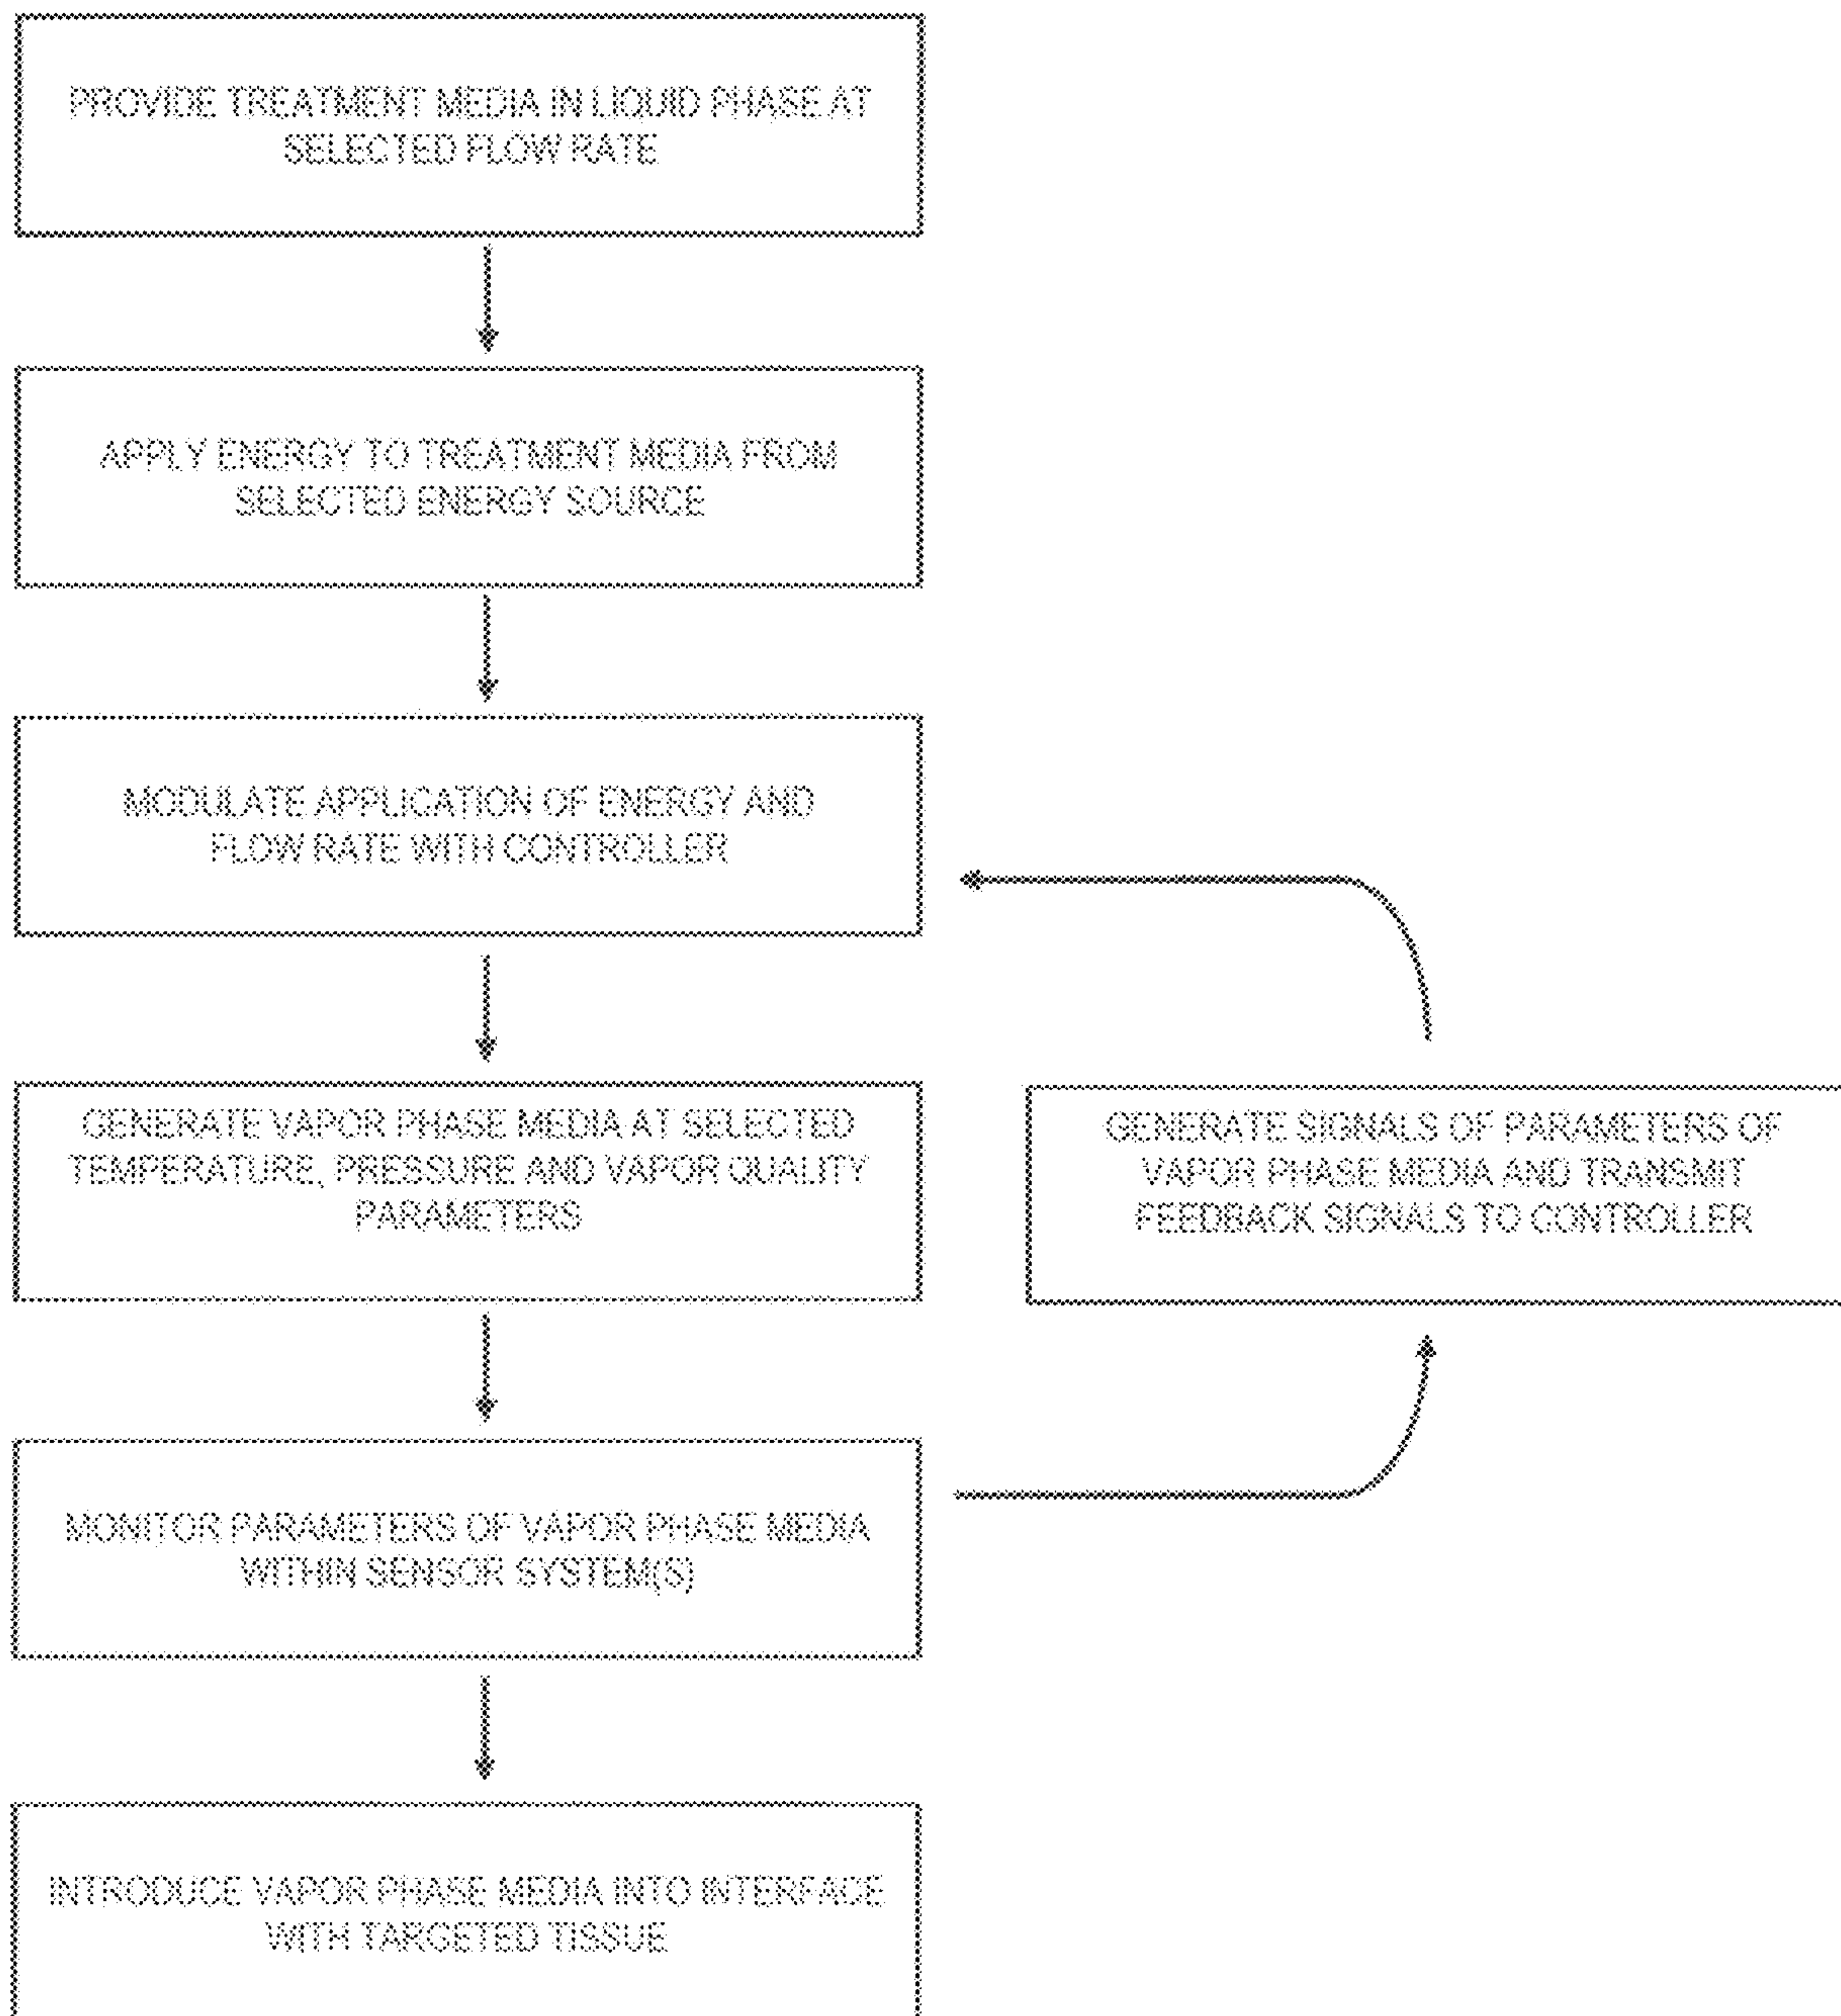 PROVIDE TREATMENT MEDIA IN LIQUID PHASE AT
SELECTED FLOW RATE
APPLY ENERGY TO TREATMENT MEDIA FROM
SELECTED ENERGY SOURCE
MODULATE APPLICATION OF ENERGY AND
FLOW RATE WITH CONTROLLER
GENERATE VAPOR PHASE MEDIA AT SELECTED
TEMPERATURE, PRESSURE AND VAPOR QUALITY
PARAMETERS
GENERATE SIGNALS OF PARAMETERS OF
VAPOR PHASE MEDIA AND TRANSMIT
FEEDBACK SIGNALS TO CONTROLLER
MONITOR PARAMETERS OF VAPOR PHASE MEDIA
WITHIN SENSOR SYSTEM(S)
INTRODUCE VAPOR PHASE MEDIA INTO INTERFACE
WITH TARGETED TISSUE